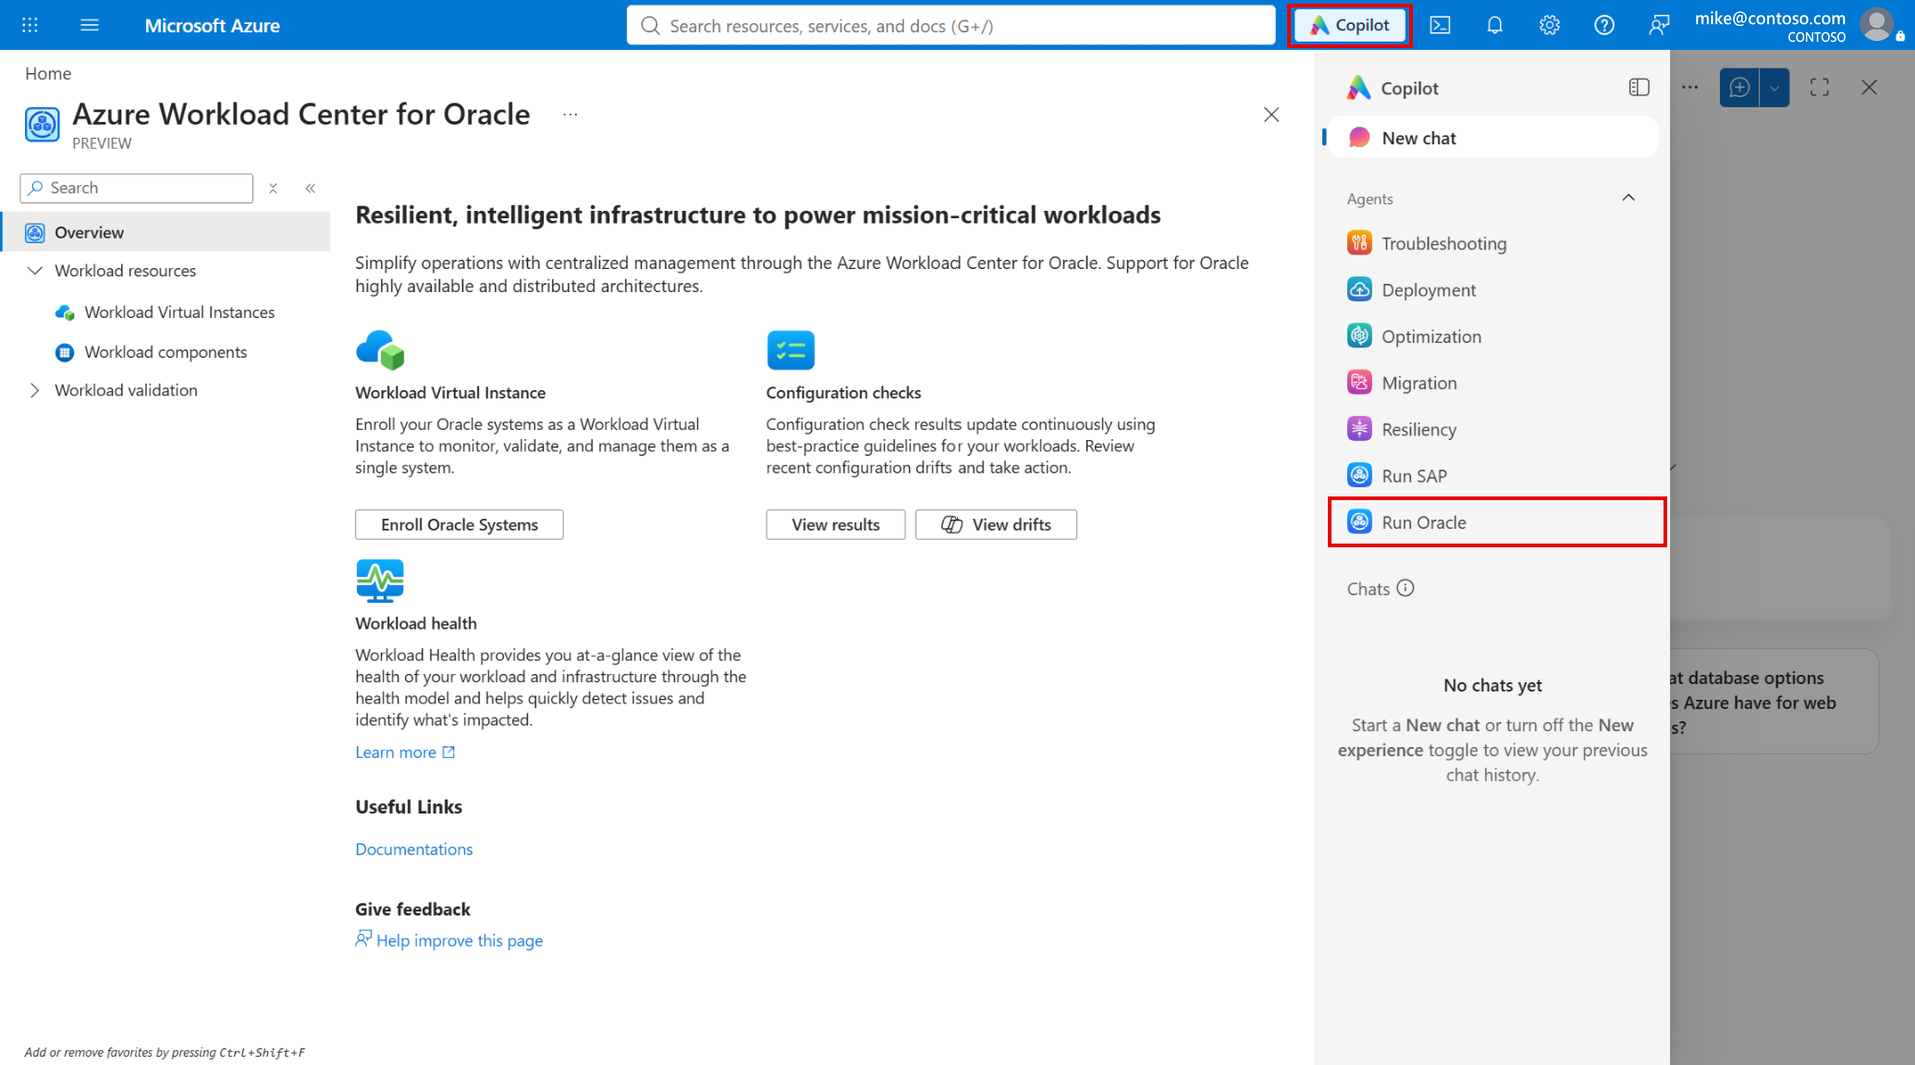 Microsoft Azure
Search resources, services, and docs (G+/)
Copilot
mike@contoso.com
CONTOSO
Home
Azure Workload Center for Oracle
...
PREVIEW
Search
Overview
Workload resources
Workload Virtual Instances
Workload components
Workload validation
Resilient, intelligent infrastructure to power mission-critical workloads
Simplify operations with centralized management through the Azure Workload Center for Oracle. Support for Oracle
highly available and distributed architectures.
Workload Virtual Instance
Enroll your Oracle systems as a Workload Virtual
Instance to monitor, validate, and manage them as a
single system.
Enroll Oracle Systems
Configuration checks
Configuration check results update continuously using
best-practice guidelines for your workloads. Review
recent configuration drifts and take action.
View results
View drifts
Workload health
Workload Health provides you at-a-glance view of the
health of your workload and infrastructure through the
health model and helps quickly detect issues and
identify what's impacted.
Learn more
Useful Links
Documentations
Give feedback
Help improve this page
Add or remove favorites by pressing Ctrl+Shift+F
Copilot
New chat
Agents
Troubleshooting
Deployment
Optimization
Migration
Resiliency
Run SAP
Run Oracle
Chats
No chats yet
Start a New chat or turn off the New
experience toggle to view your previous
chat history.
at database options
s Azure have for web
s?